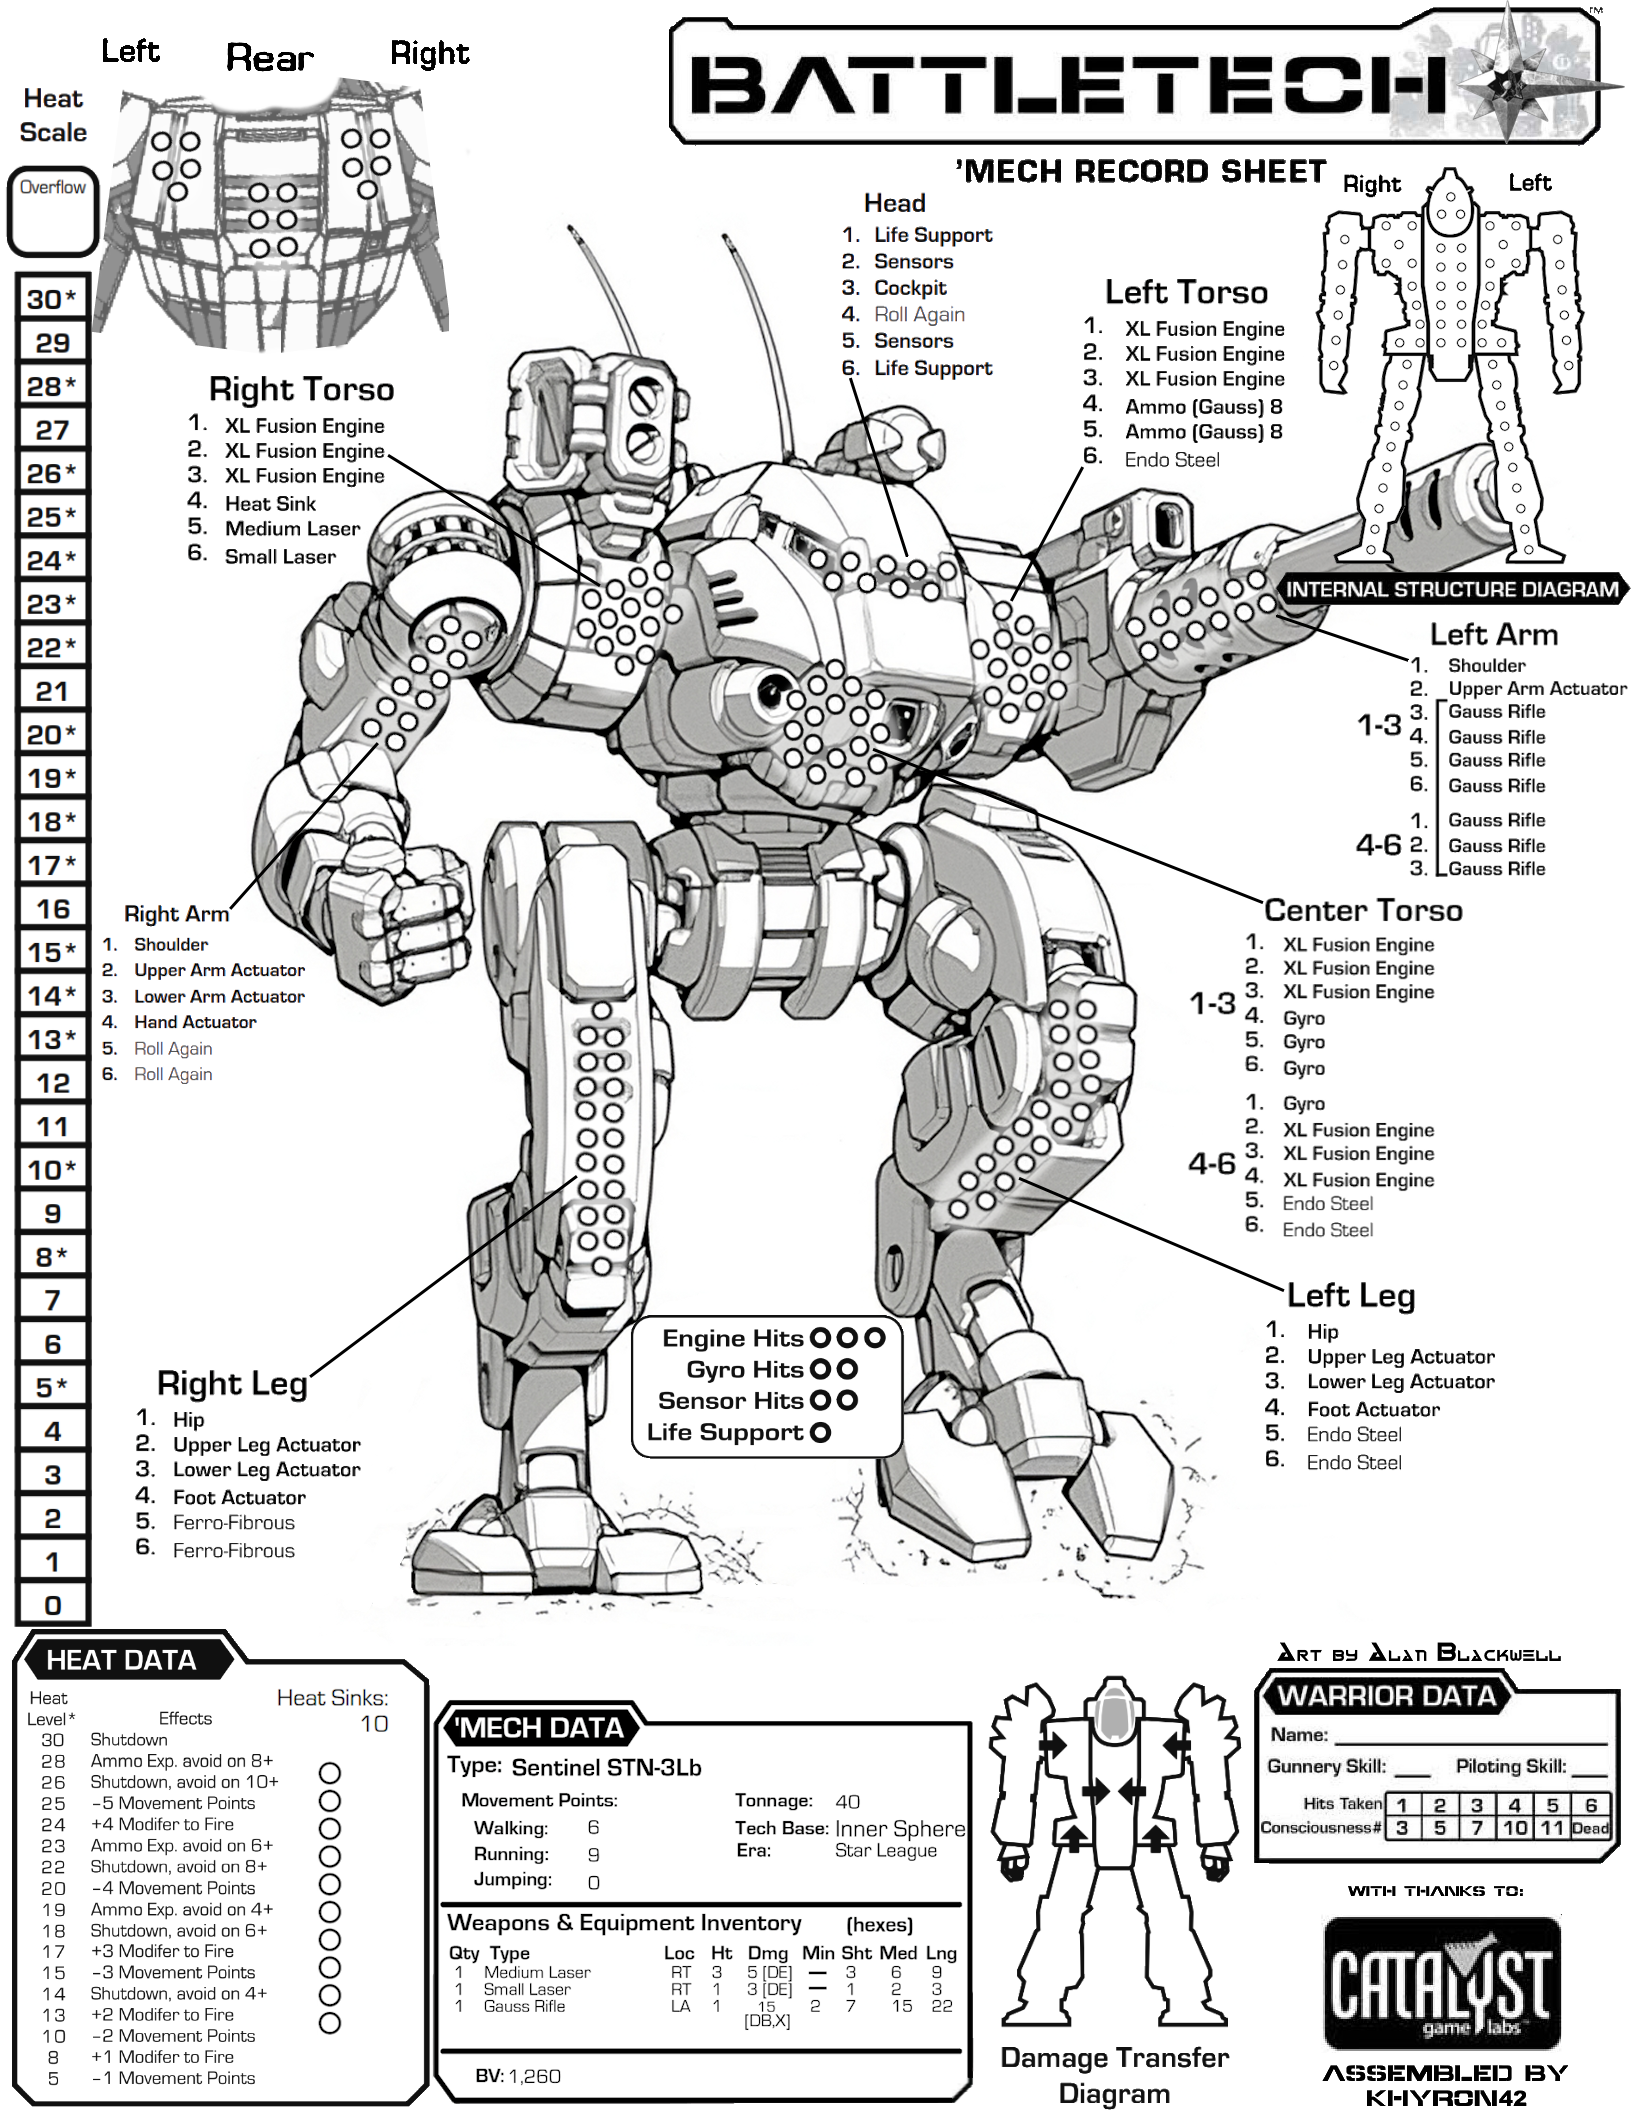 Left Rear Right
BATTLETECH
TM
'MECH RECORD SHEET
Heat
Scale
Overflow
30*
29
28*
27
26*
25*
24*
23*
22*
21
20*
19*
18*
17*
16
15*
14*
13*
12
11
10*
9
8*
7
6
5*
4
3
2
1
0
Head
1. Life Support
2. Sensors
3. Cockpit
4. Roll Again
5. Sensors
6. Life Support
Right Left
INTERNAL STRUCTURE DIAGRAM
Left Torso
1. XL Fusion Engine
2. XL Fusion Engine
3. XL Fusion Engine
4. Ammo (Gauss) 8
5. Ammo (Gauss) 8
6. Endo Steel
Right Torso
1. XL Fusion Engine
2. XL Fusion Engine
3. XL Fusion Engine
4. Heat Sink
5. Medium Laser
6. Small Laser
Left Arm
1. Shoulder
2. Upper Arm Actuator
1-3
3. Gauss Rifle
4. Gauss Rifle
5. Gauss Rifle
6. Gauss Rifle
4-6
1. Gauss Rifle
2. Gauss Rifle
3. Gauss Rifle
Right Arm
1. Shoulder
2. Upper Arm Actuator
3. Lower Arm Actuator
4. Hand Actuator
5. Roll Again
6. Roll Again
Center Torso
1-3
1. XL Fusion Engine
2. XL Fusion Engine
3. XL Fusion Engine
4. Gyro
5. Gyro
6. Gyro
4-6
1. Gyro
2. XL Fusion Engine
3. XL Fusion Engine
4. XL Fusion Engine
5. Endo Steel
6. Endo Steel
Left Leg
1. Hip
2. Upper Leg Actuator
3. Lower Leg Actuator
4. Foot Actuator
5. Endo Steel
6. Endo Steel
Engine Hits
Gyro Hits
Sensor Hits
Life Support
Right Leg
1. Hip
2. Upper Leg Actuator
3. Lower Leg Actuator
4. Foot Actuator
5. Ferro-Fibrous
6. Ferro-Fibrous
HEAT DATA
Heat Sinks:
10
Heat
Level* Effects
30 Shutdown
28 Ammo Exp. avoid on 8+
26 Shutdown, avoid on 10+
25 -5 Movement Points
24 +4 Modifer to Fire
23 Ammo Exp. avoid on 6+
22 Shutdown, avoid on 8+
20 -4 Movement Points
19 Ammo Exp. avoid on 4+
18 Shutdown, avoid on 6+
17 +3 Modifer to Fire
15 -3 Movement Points
14 Shutdown, avoid on 4+
13 +2 Modifer to Fire
10 -2 Movement Points
8 +1 Modifer to Fire
5 -1 Movement Points
'MECH DATA
Type: Sentinel STN-3Lb
Movement Points: Tonnage: 40
Walking: 6 Tech Base: Inner Sphere
Running: 9 Era: Star League
Jumping: 0
Weapons & Equipment Inventory (hexes)
Qty Type Loc Ht Dmg Min Sht Med Lng
1 Medium Laser RT 3 5 [DE] — 3 6 9
1 Small Laser RT 1 3 [DE] — 1 2 3
1 Gauss Rifle LA 1 15 2 7 15 22
[DB,X]
BV: 1,260
Damage Transfer
Diagram
Art by Alan Blackwell
WARRIOR DATA
Name:
Gunnery Skill: Piloting Skill:
Hits Taken 1 2 3 4 5 6
Consciousness# 3 5 7 10 11 Dead
WITH THANKS TO:
CATALYST
game labs
ASSEMBLED BY
KHYRON42